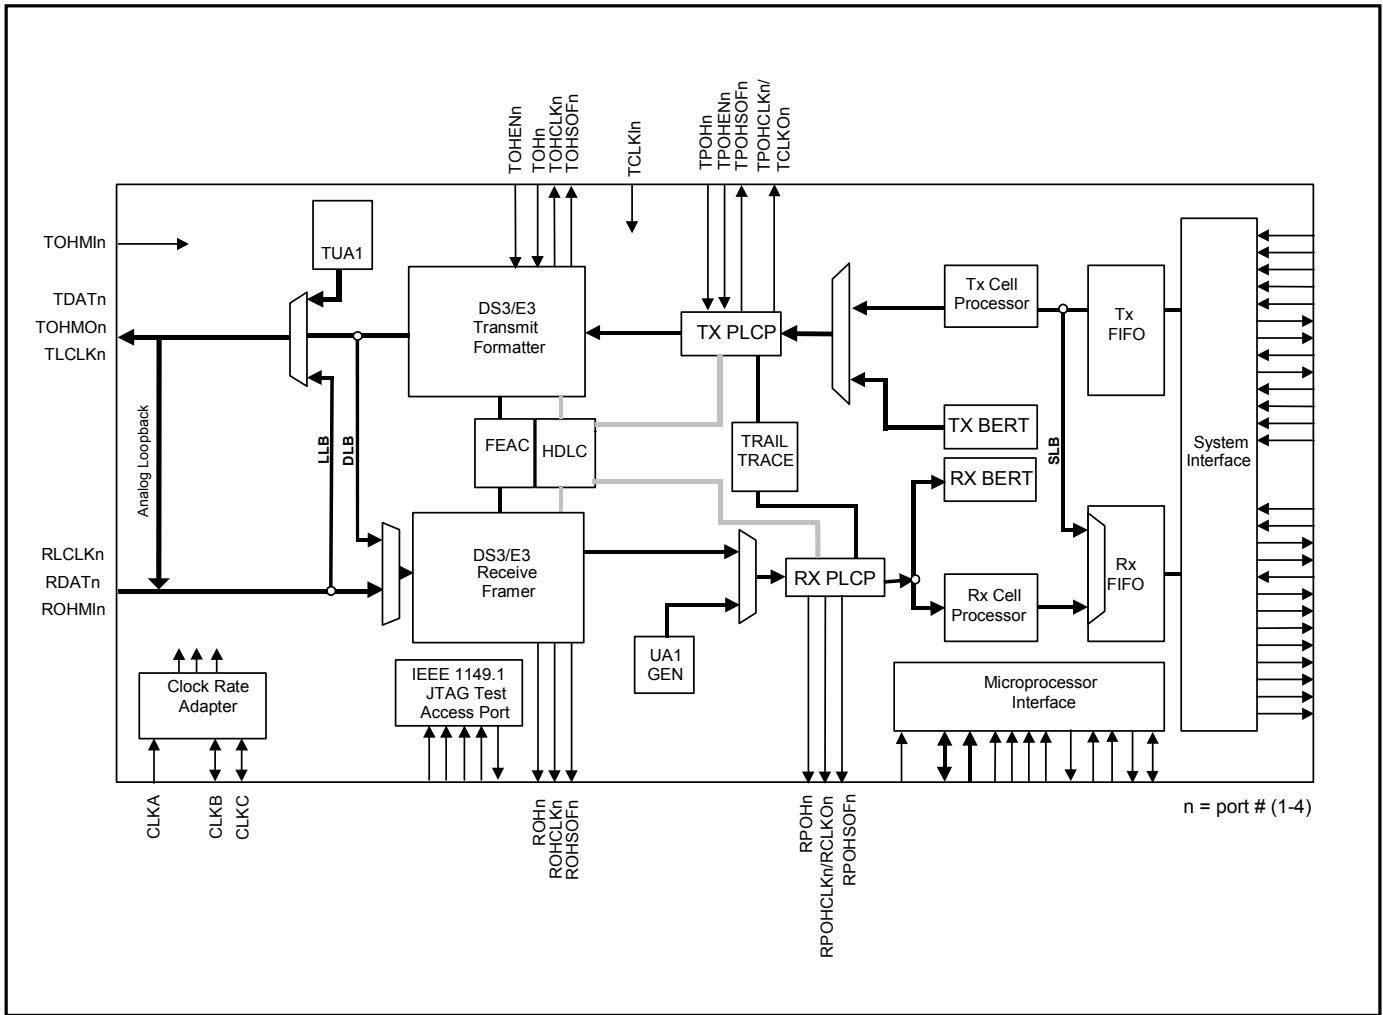 TOHENn
TOHn
TOHCLKn
TOHSOFn
TCLKIn
TPOHn
TPOHENn
TPOHSOFn
TPOHCLKn/
TCLKOn
TOHMIn
TUA1
TDATn
TOHMOn
TLCLKn
DS3/E3
Transmit
Formatter
TX PLCP
Tx Cell
Processor
Tx
FIFO
System
Interface
TX BERT
RX BERT
SLB
FEAC
HDLC
TRAIL
TRACE
LLB
DLB
Analog Loopback
RLCLKn
RDATn
ROHMIn
DS3/E3
Receive
Framer
RX PLCP
Rx Cell
Processor
Rx
FIFO
UA1
GEN
Clock Rate
Adapter
IEEE 1149.1
JTAG Test
Access Port
Microprocessor
Interface
CLKA
CLKB
CLKC
ROHn
ROHCLKn
ROHSOFn
RPOHn
RPOHCLKn/RCLKOn
RPOHSOFn
n = port # (1-4)